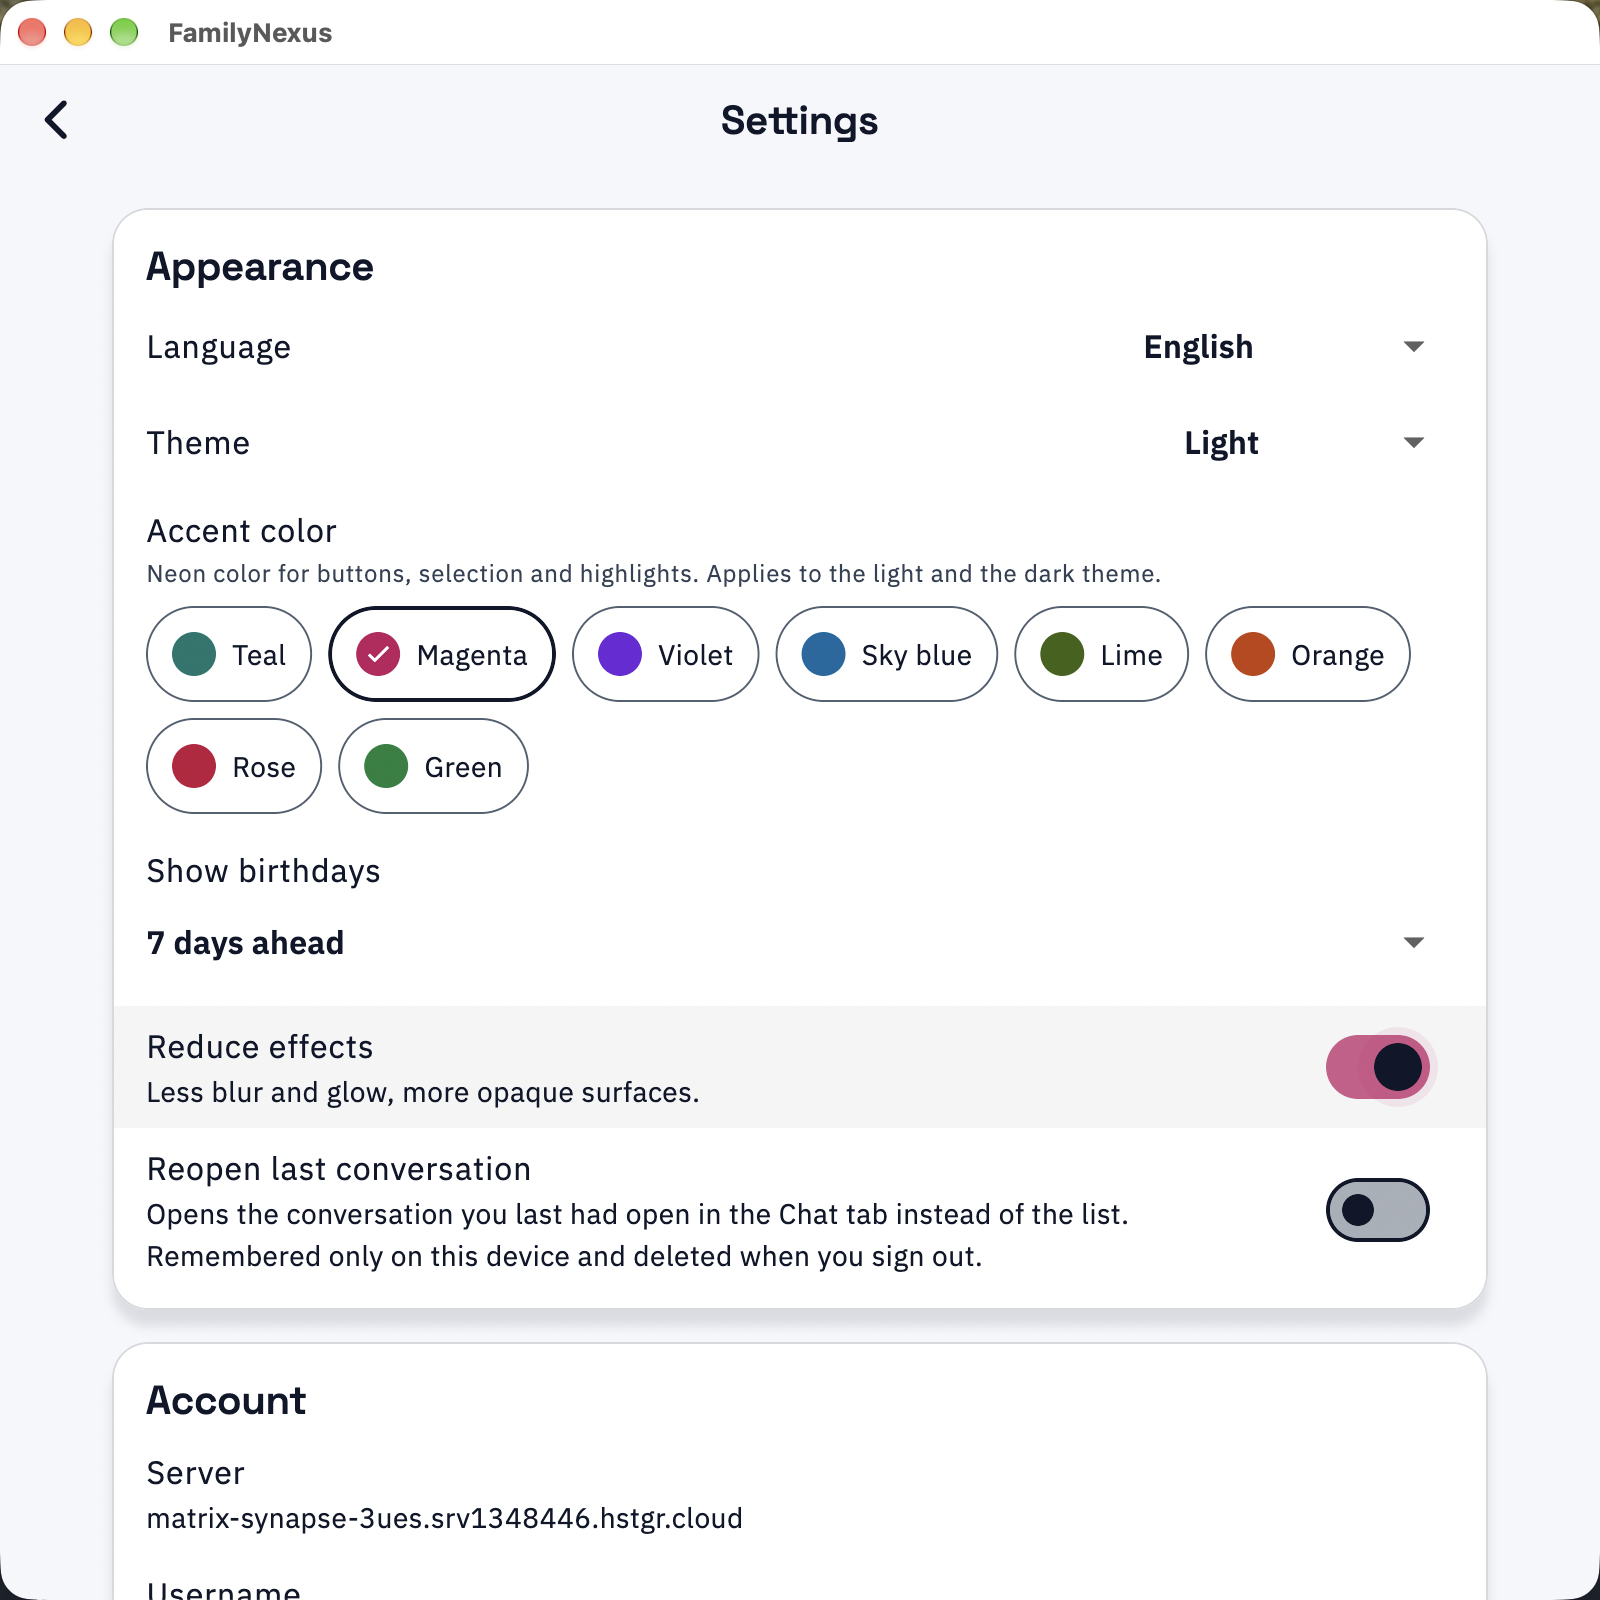 FamilyNexus
Settings
Appearance
Language
English
Theme
Light
Accent color
Neon color for buttons, selection and highlights. Applies to the light and the dark theme.
Teal
Magenta
Violet
Sky blue
Lime
Orange
Rose
Green
Show birthdays
7 days ahead
Reduce effects
Less blur and glow, more opaque surfaces.
Reopen last conversation
Opens the conversation you last had open in the Chat tab instead of the list.
Remembered only on this device and deleted when you sign out.
Account
Server
matrix-synapse-3ues.srv1348446.hstgr.cloud
Username